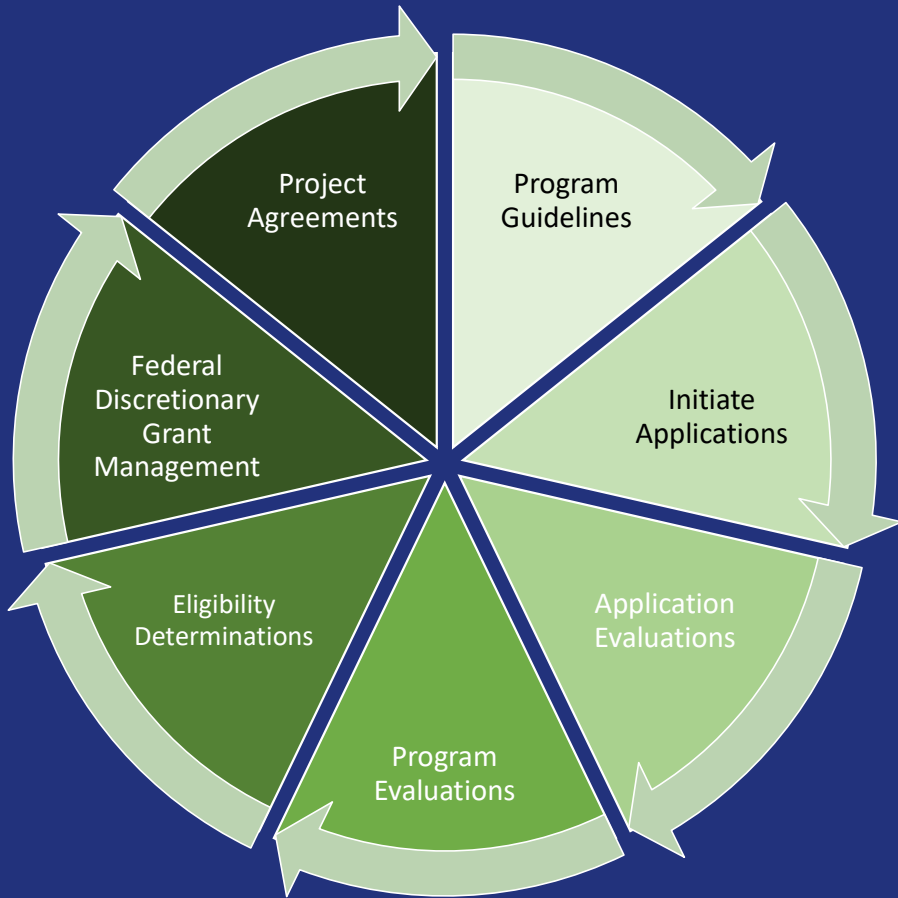 Project
Agreements
Program
Guidelines
Federal
Discretionary
Grant
Management
Initiate
Applications
Eligibility
Determinations
Application
Evaluations
Program
Evaluations